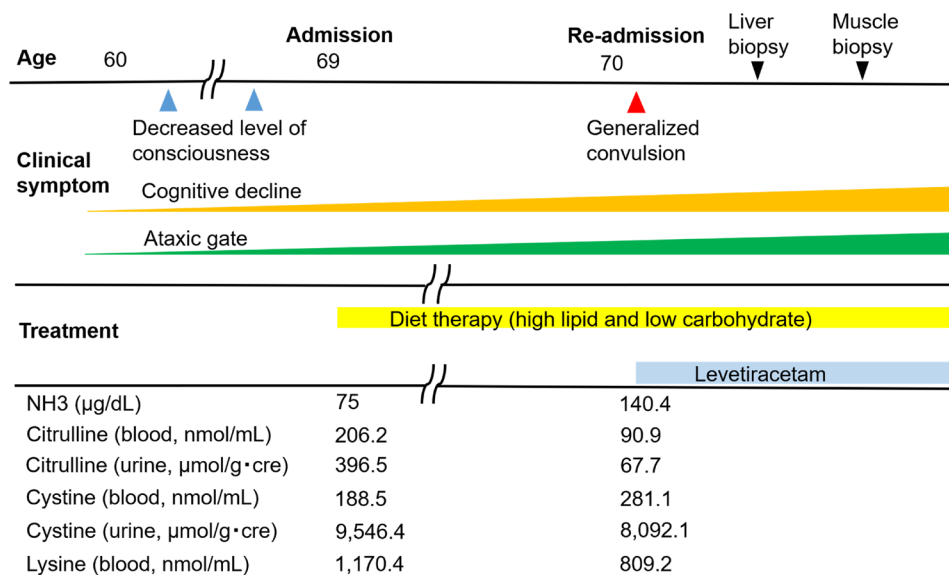 Age
60
Admission
69
Re-admission
70
Liver
biopsy
Muscle
biopsy
Clinical
symptom
Decreased level of
consciousness
Generalized
convulsion
Cognitive decline
Ataxic gate
Treatment
Diet therapy (high lipid and low carbohydrate)
Levetiracetam
NH3 (μg/dL) 75 140.4
Citrulline (blood, nmol/mL) 206.2 90.9
Citrulline (urine, μmol/g・cre) 396.5 67.7
Cystine (blood, nmol/mL) 188.5 281.1
Cystine (urine, μmol/g・cre) 9,546.4 8,092.1
Lysine (blood, nmol/mL) 1,170.4 809.2